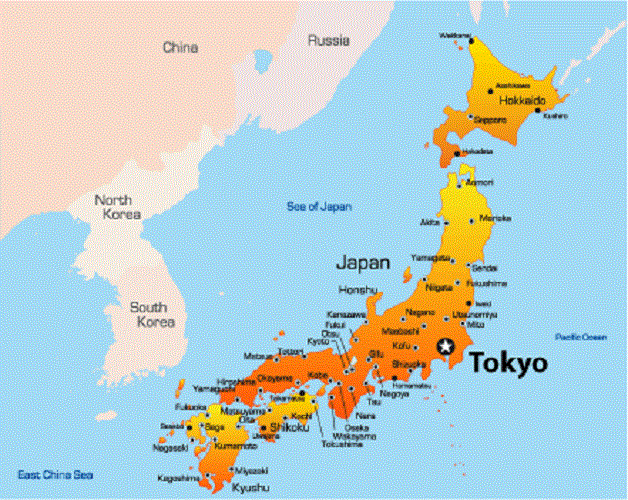 Russia
China
Wakkanai
Asahikawa
Hokkaido
Kushiro
Sapporo
Hakodate
Aomori
North
Korea
Sea of Japan
Akita
Morioka
Japan
Yamagata
Sendai
Honshu
Niigata
Fukushima
South
Korea
Iwaki
Kanazawa
Nagano
Utsunomiya
Fukui
Mito
Otsu
Kyoto
Kofu
Pacific Ocean
Tokyo
Matsue
Tottori
Gifu
Shizuoka
Hiroshima
Okayama
Kobe
Hamamatsu
Yamaguchi
Nagoya
Takamatsu
Tsu
Fukuoka
Matsuyama
Nara
Kochi
Osaka
Saga
Oita
Shikoku
Wakayama
Tokushima
Nagasaki
Kumamoto
East China Sea
Kagoshima
Miyazaki
Kyushu